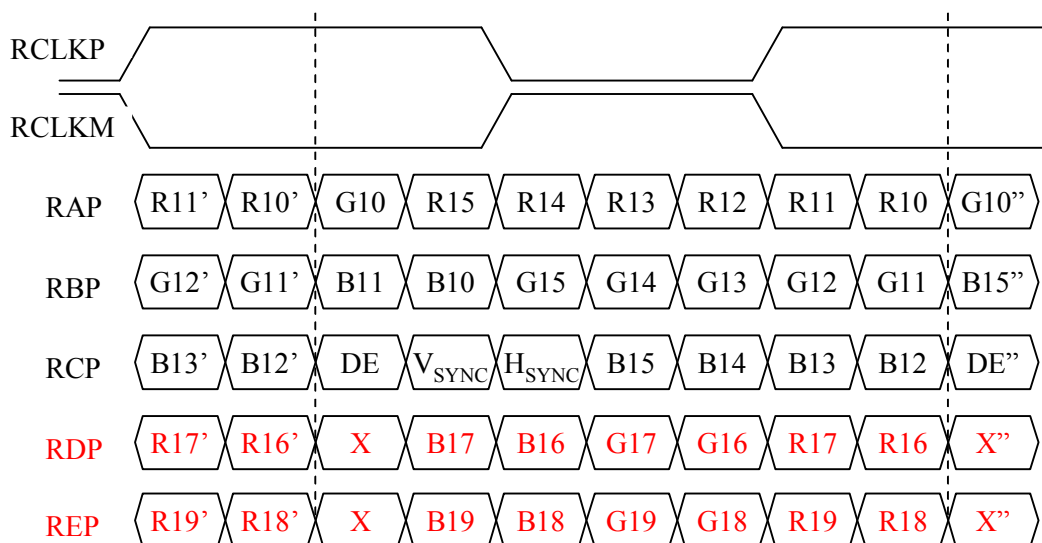 RCLKP
RCLKM
RAP R11’ R10’ G10 R15 R14 R13 R12 R11 R10 G10”
RBP G12’ G11’ B11 B10 G15 G14 G13 G12 G11 B15”
RCP B13’ B12’ DE VSYNC HSYNC B15 B14 B13 B12 DE”
RDP R17’ R16’ X B17 B16 G17 G16 R17 R16 X”
REP R19’ R18’ X B19 B18 G19 G18 R19 R18 X”